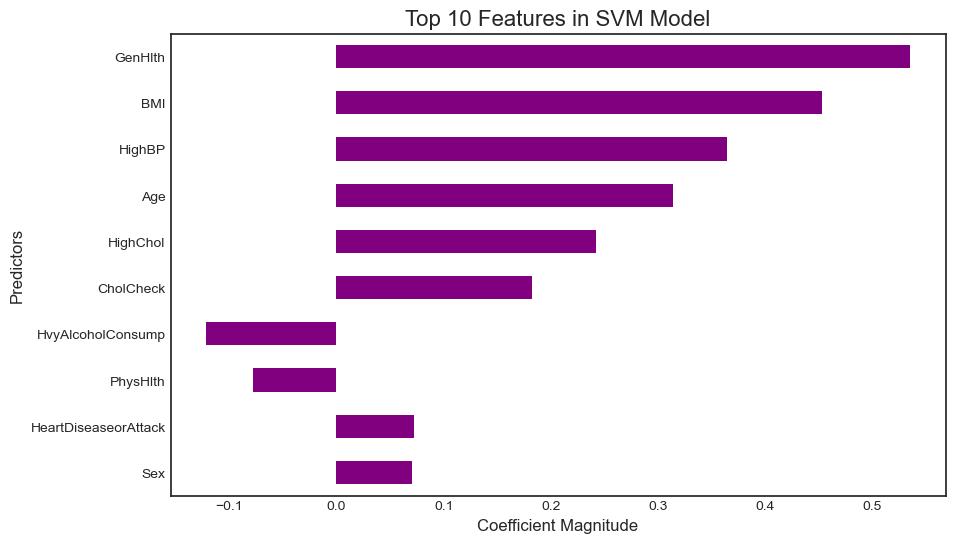 Top 10 Features in SVM Model
GenHlth
BMI
HighBP
Age
HighChol
CholCheck
HvyAlcoholConsump
PhysHlth
HeartDiseaseorAttack
Sex
Predictors
−0.1 0.0 0.1 0.2 0.3 0.4 0.5
Coefficient Magnitude